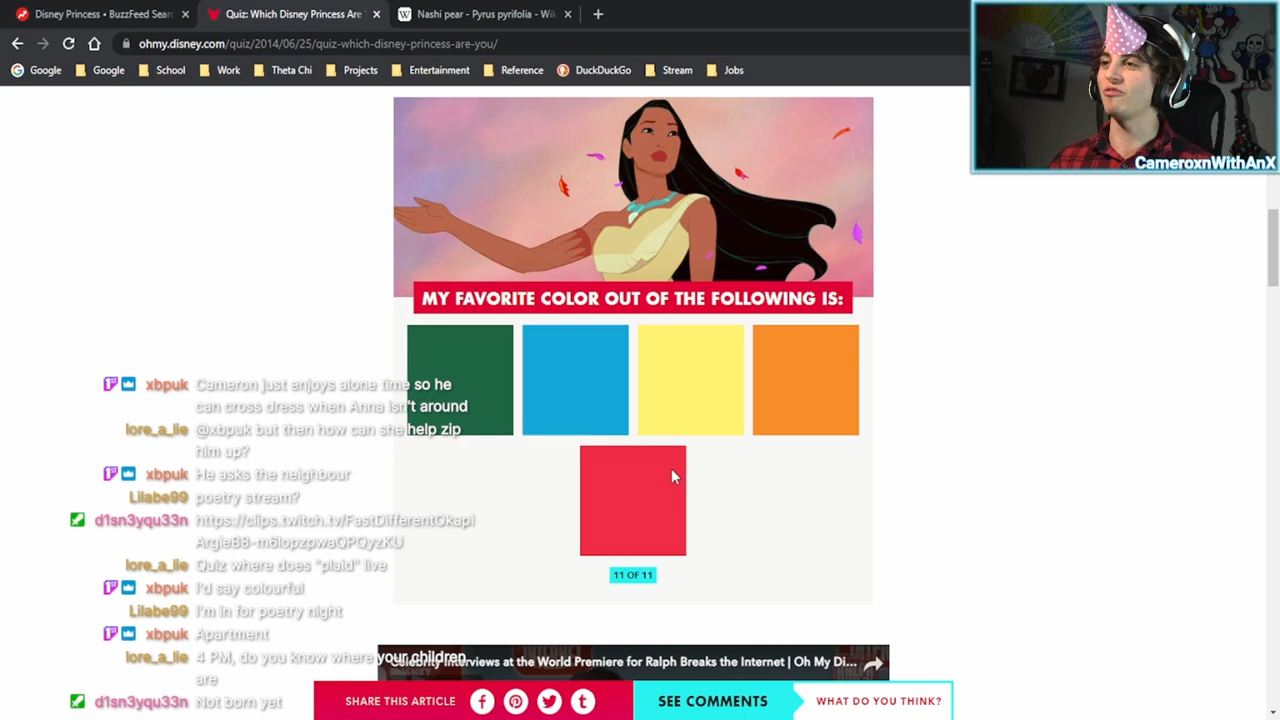 Disney Princess • BuzzFeed Sear
Quiz: Which Disney Princess Are
Nashi pear - Pyrus pyrifolia - Wi
ohmy.disney.com/quiz/2014/06/25/quiz-which-disney-princess-are-you/
Google
Google
School
Work
Theta Chi
Projects
Entertainment
Reference
DuckDuckGo
Stream
Jobs
CameroxnWithAnX
MY FAVORITE COLOR OUT OF THE FOLLOWING IS:
xbpuk Cameron just enjoys alone time so he
can cross dress when Anna isn't around
lore_a_lie @xbpuk but then how can she help zip
him up?
xbpuk He asks the neighbour
Lilabe99 poetry stream?
d1sn3yqu33n https://clips.twitch.tv/FastDifferentOkapi
ArgieB8-m6lopzpwaQPQyzKU
lore_a_lie Quiz where does "plaid" live
xbpuk I'd say colourful
Lilabe99 I'm in for poetry night
xbpuk Apartment
lore_a_lie 4 PM, do you know where your children
are
d1sn3yqu33n Not born yet
11 OF 11
Celebrity Interviews at the World Premiere for Ralph Breaks the Internet | Oh My Di...
SHARE THIS ARTICLE
SEE COMMENTS
WHAT DO YOU THINK?